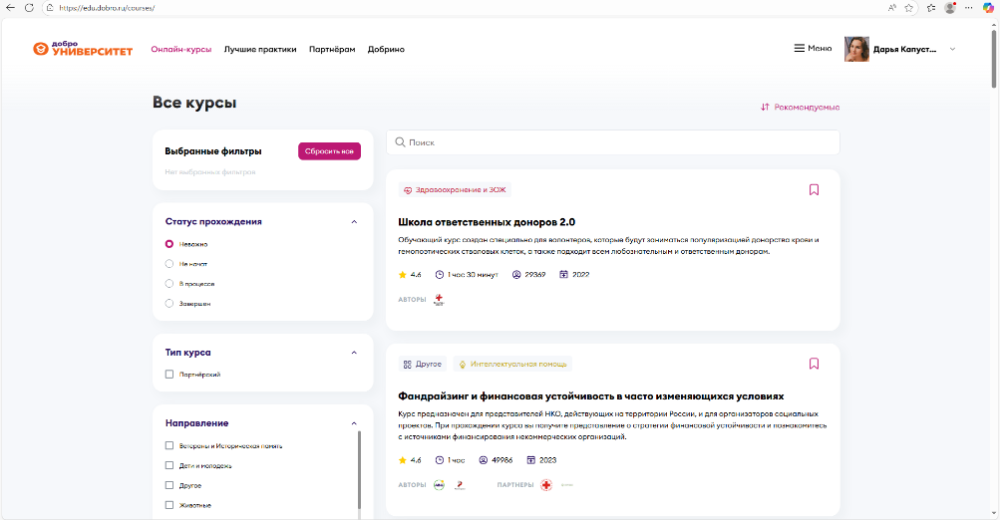 https://edu.dobro.ru/courses/
добро
УНИВЕРСИТЕТ
Онлайн-курсы
Лучшие практики
Партнёрам
Добрино
Меню
Дарья Капуст...
Все курсы
Рекомендуемые
Выбранные фильтры
Сбросить все
Нет выбранных фильтров
Статус прохождения
Неважно
Не начат
В процессе
Завершен
Тип курса
Партнёрский
Направление
Ветераны и Историческая память
Дети и молодежь
Другое
Животные
Поиск
Здравоохранение и ЗОЖ
Школа ответственных доноров 2.0
Обучающий курс создан специально для волонтеров, которые будут заниматься популяризацией донорства крови и
гемопоэтических стволовых клеток, а также подходит всем любознательным и ответственным донорам.
4.6 1 час 30 минут 29369 2022
АВТОРЫ
Другое Интеллектуальная помощь
Фандрайзинг и финансовая устойчивость в часто изменяющихся условиях
Курс предназначен для представителей НКО, действующих на территории России, и для организаторов социальных
проектов. При прохождении курса вы получите представление о стратегии финансовой устойчивости и познакомитесь
с источниками финансирования некоммерческих организаций.
4.6 1 час 49986 2023
АВТОРЫ ПАРТНЕРЫ